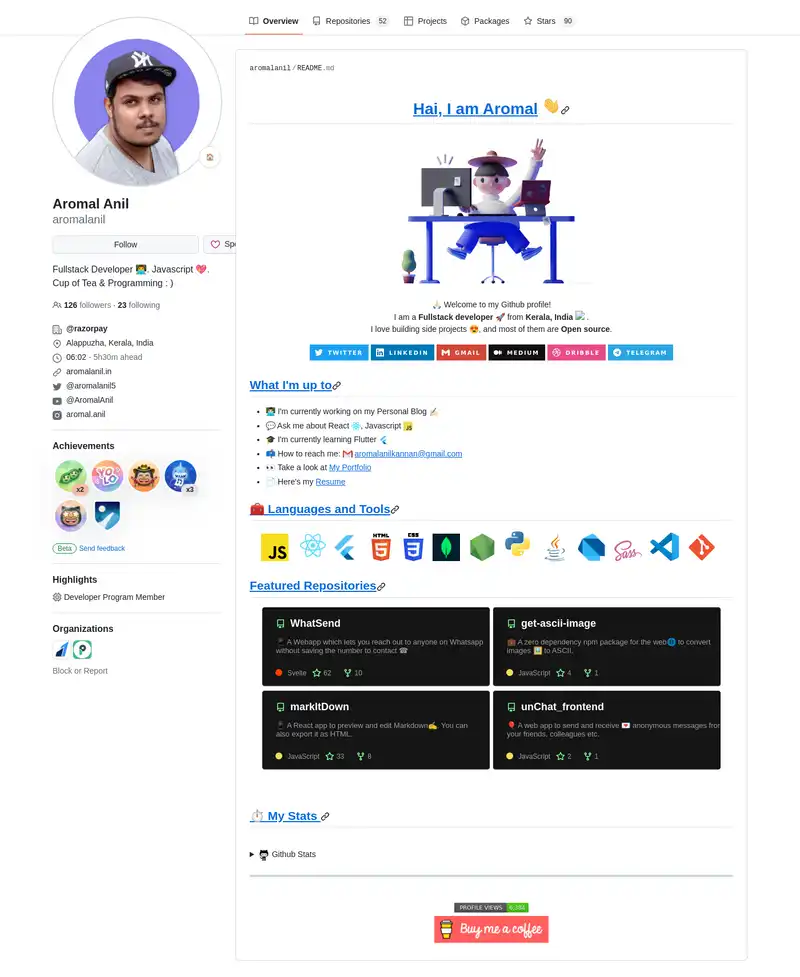 Overview
Repositories 52
Projects
Packages
Stars 90
Aromal Anil
aromalanil
Follow
Fullstack Developer 👨‍💻. Javascript 💖.
Cup of Tea & Programming : )
126 followers · 23 following
@razorpay
Alappuzha, Kerala, India
06:02 - 5h30m ahead
aromalanil.in
@aromalanil5
@AromalAnil
aromal.anil
Achievements
x2
YOLO
x3
Beta Send feedback
Highlights
Developer Program Member
Organizations
Block or Report
aromalanil/README.md
Hai, I am Aromal 👋
🙏🏻 Welcome to my Github profile!
I am a Fullstack developer 🚀 from Kerala, India .
I love building side projects 😍, and most of them are Open source.
TWITTER
LINKEDIN
GMAIL
MEDIUM
DRIBBLE
TELEGRAM
What I'm up to
👨‍💻 I'm currently working on my Personal Blog ✍🏻
💬 Ask me about React, Javascript
JS
🎓 I'm currently learning Flutter
📫 How to reach me: aromalanilkannan@gmail.com
👀 Take a look at My Portfolio
📄 Here's my Resume
🧰 Languages and Tools
JS
HTML
5
CSS
3
Sass
Featured Repositories
WhatSend
📱 A Webapp which lets you reach out to anyone on Whatsapp
without saving the number to contact ☎
Svelte 62 10
get-ascii-image
💼 A zero dependency npm package for the web🌐 to convert
images 🖼 to ASCII.
JavaScript 4 1
markItDown
📱 A React app to preview and edit Markdown✍. You can
also export it as HTML.
JavaScript 33 8
unChat_frontend
🎈 A web app to send and receive 💌 anonymous messages from
your friends, colleagues etc.
JavaScript 2 1
⏱ My Stats
Github Stats
PROFILE VIEWS
Buy me a coffee